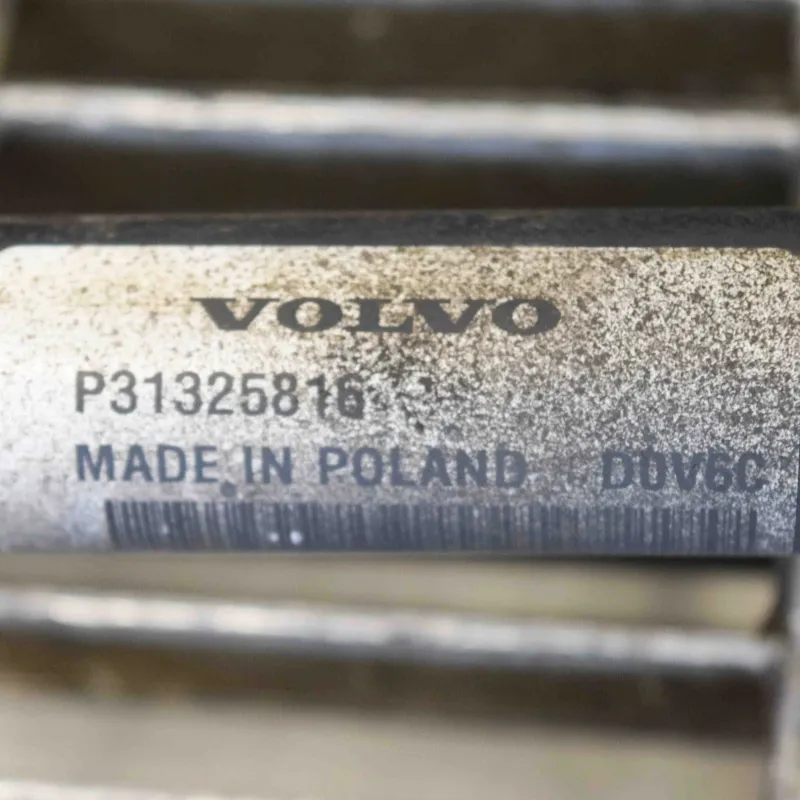 VOLVO
P31325816
MADE IN POLAND D0V6C